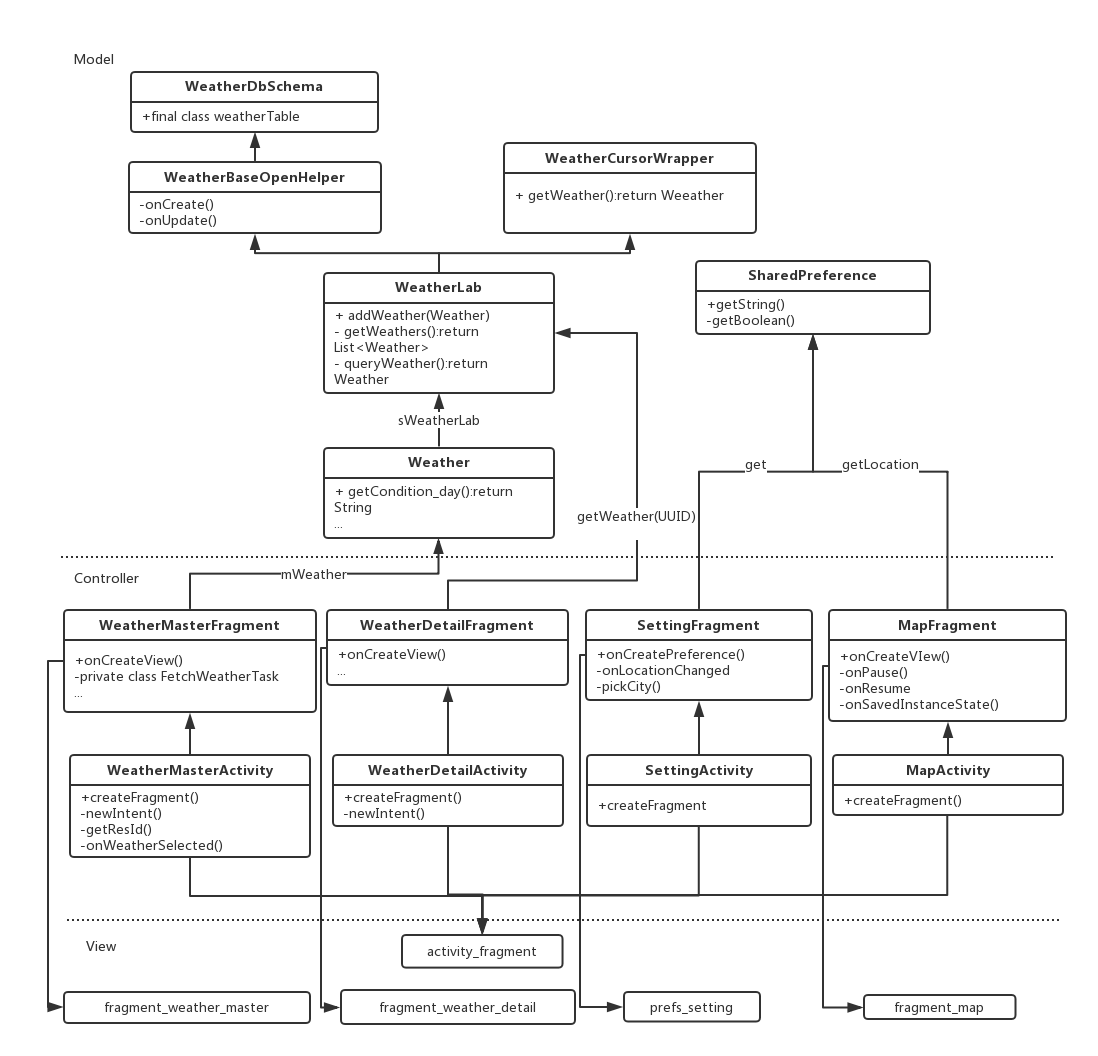 Model
WeatherDbSchema
+final class weatherTable
WeatherBaseOpenHelper
-onCreate()
-onUpdate()
WeatherCursorWrapper
+ getWeather():return Weeather
WeatherLab
+ addWeather(Weather)
- getWeathers():return
List<Weather>
- queryWeather():return
Weather
SharedPreference
+getString()
-getBoolean()
sWeatherLab
Weather
+ getCondition_day():return
String
...
get
getLocation
getWeather(UUID)
Controller
mWeather
WeatherMasterFragment
+onCreateView()
-private class FetchWeatherTask
...
WeatherDetailFragment
+onCreateView()
...
SettingFragment
+onCreatePreference()
-onLocationChanged
-pickCity()
MapFragment
+onCreateVIew()
-onPause()
-onResume
-onSavedInstanceState()
WeatherMasterActivity
+createFragment()
-newIntent()
-getResId()
-onWeatherSelected()
WeatherDetailActivity
+createFragment()
-newIntent()
SettingActivity
+createFragment
MapActivity
+createFragment()
View
activity_fragment
fragment_weather_master
fragment_weather_detail
prefs_setting
fragment_map